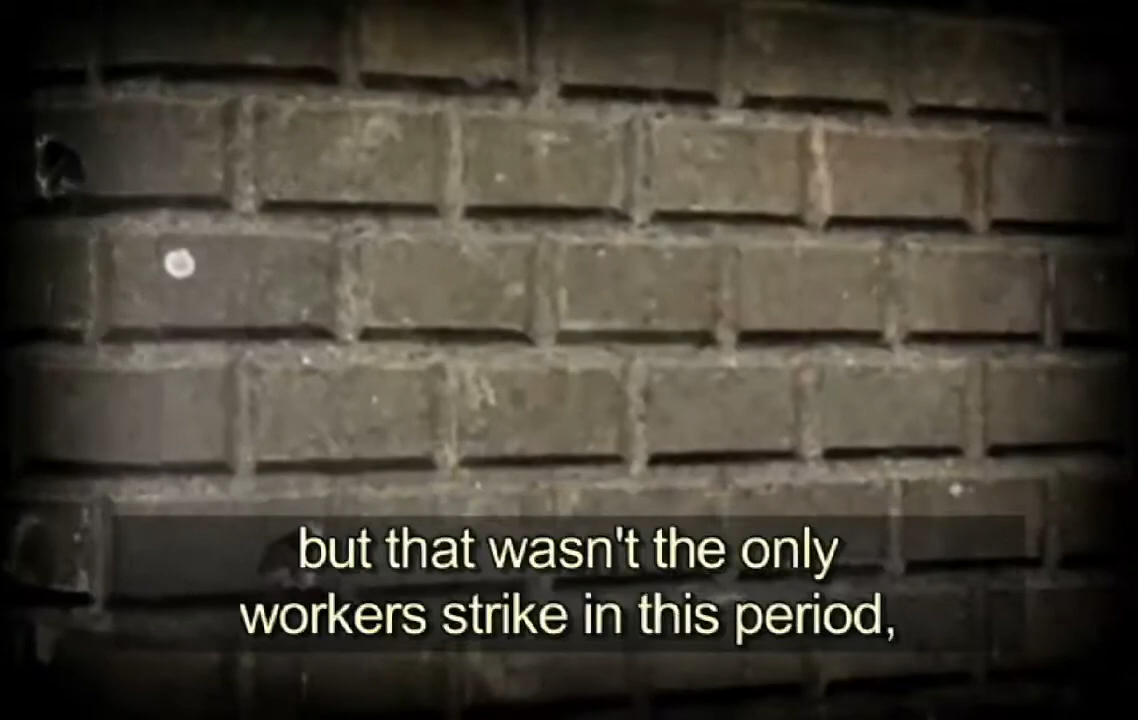 but that wasn't the only
workers strike in this period,